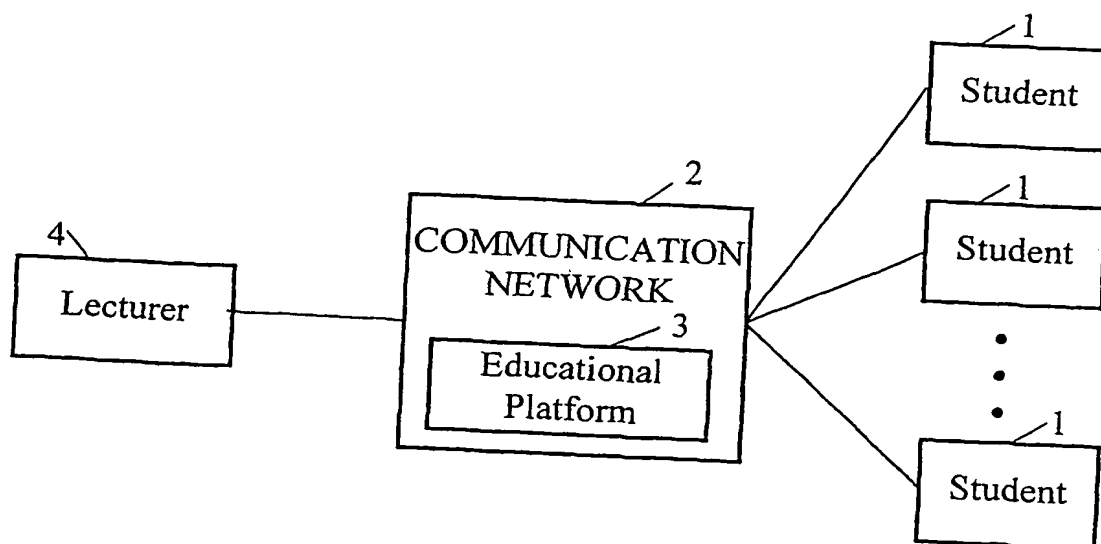 1
Student
2
1
COMMUNICATION
NETWORK
Student
4
Lecturer
3
Educational
Platform
1
Student